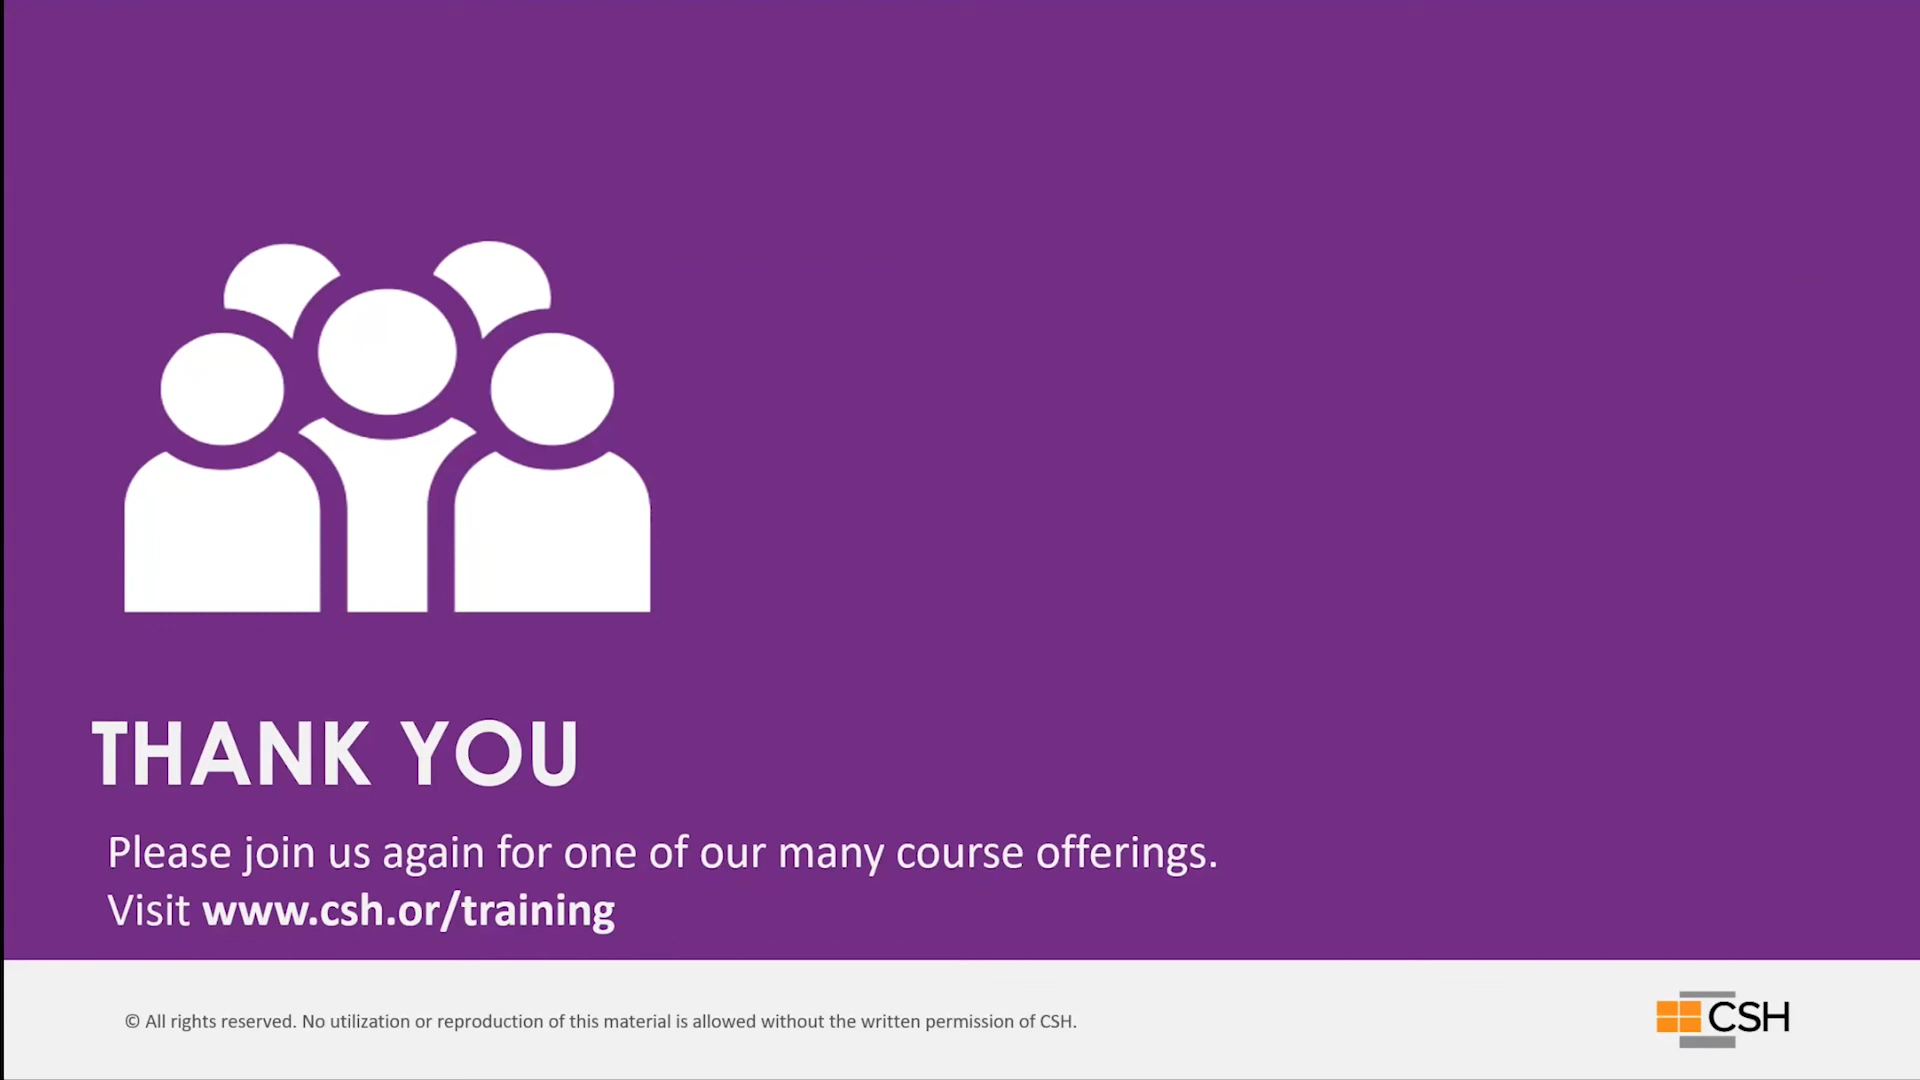 THANK YOU
Please join us again for one of our many course offerings.
Visit www.csh.or/training
© All rights reserved. No utilization or reproduction of this material is allowed without the written permission of CSH.
CSH